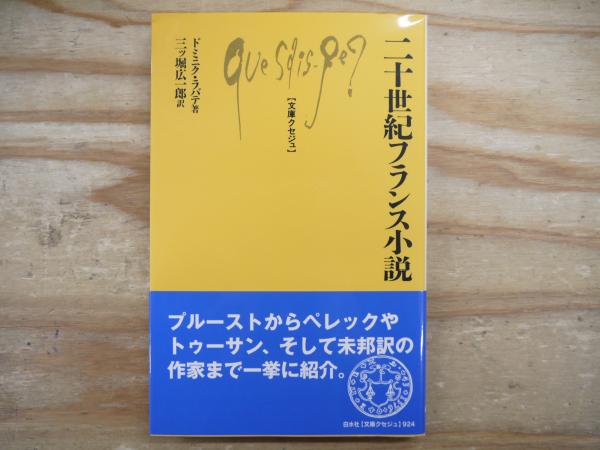 二十世紀フランス小説
Que sais-je?
[文庫クセジュ]
ドミニク・ラバテ著
三ッ堀広一郎訳
プルーストからペレックや
トゥーサン、そして未邦訳の
作家まで一挙に紹介。
白水社[文庫クセジュ]924